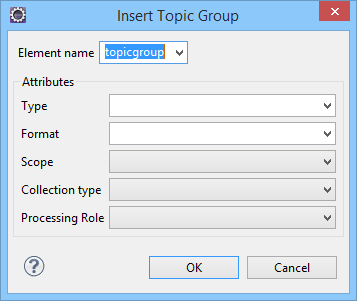 Insert Topic Group
Element name topicgroup
Attributes
Type
Format
Scope
Collection type
Processing Role
? OK Cancel